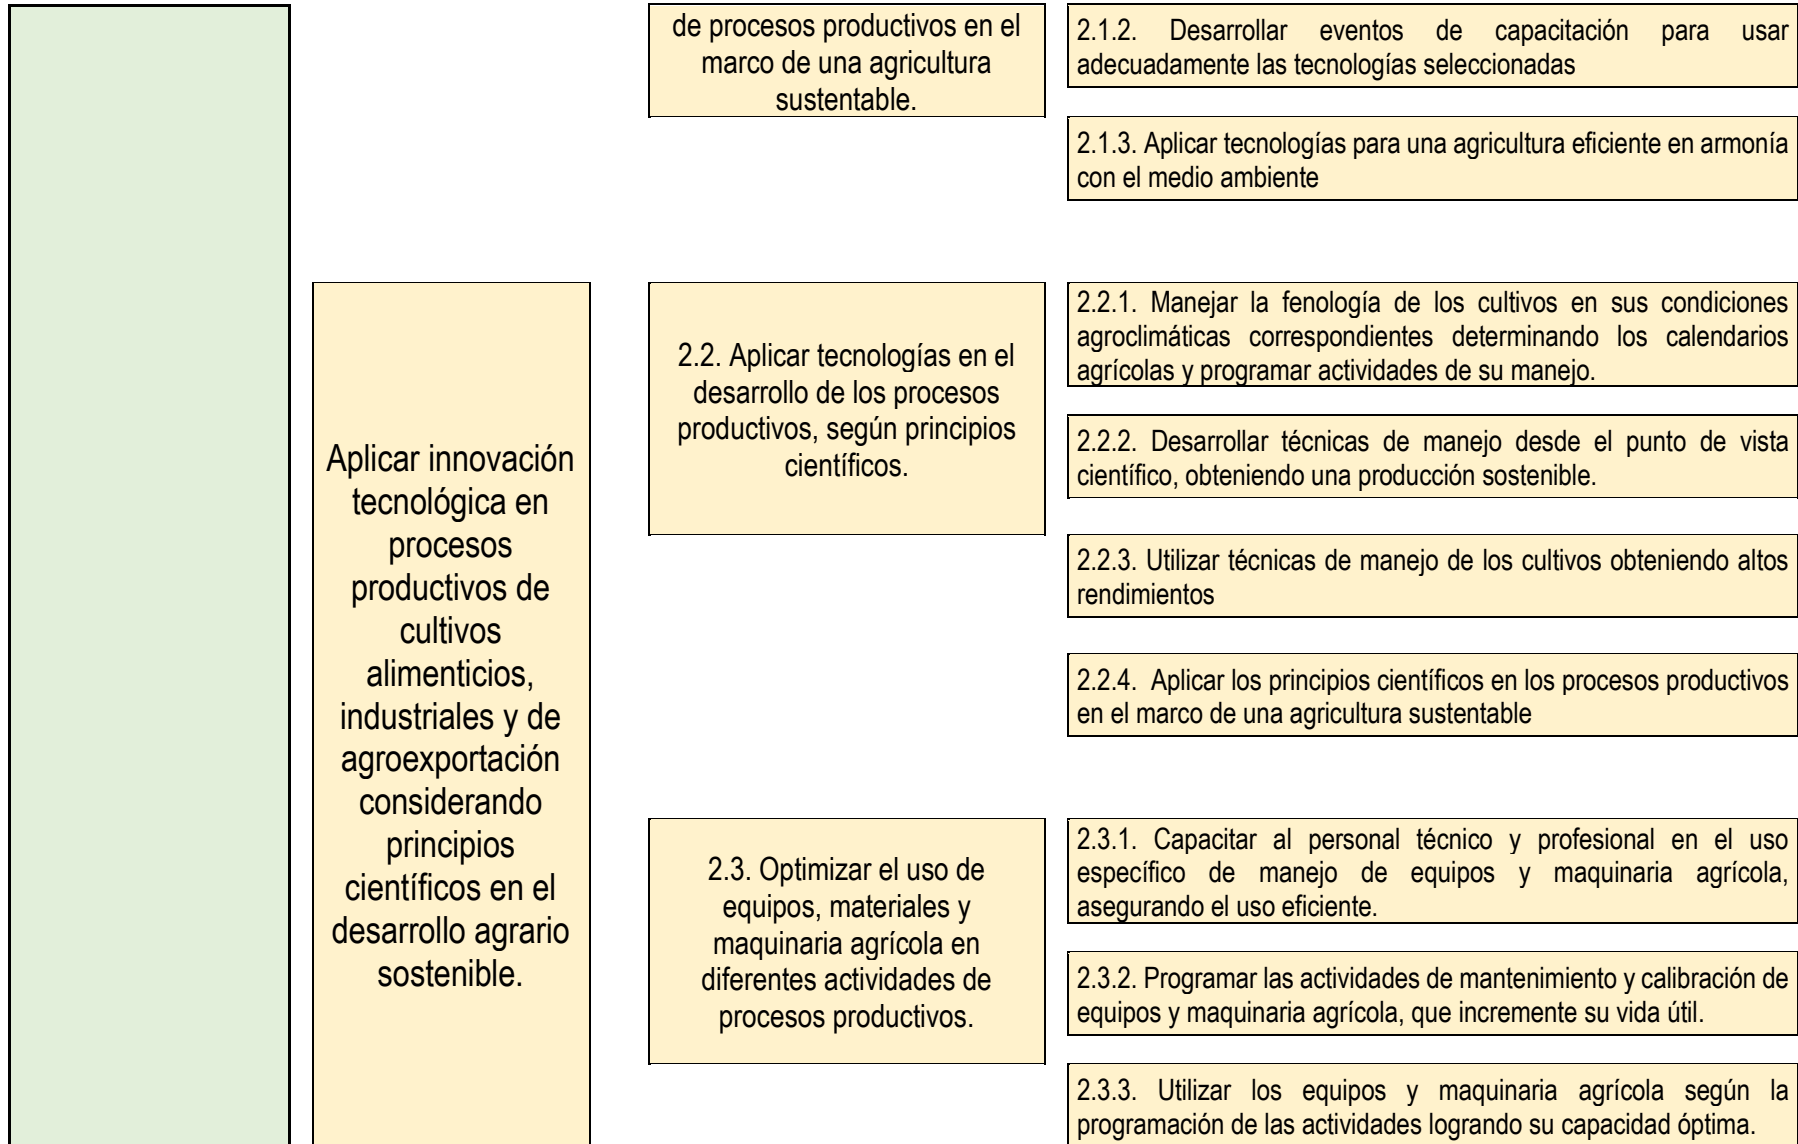 de procesos productivos en el
marco de una agricultura
sustentable.
2.1.2. Desarrollar eventos de capacitación para usar
adecuadamente las tecnologías seleccionadas
2.1.3. Aplicar tecnologías para una agricultura eficiente en armonía
con el medio ambiente
Aplicar innovación
tecnológica en
procesos
productivos de
cultivos
alimenticios,
industriales y de
agroexportación
considerando
principios
científicos en el
desarrollo agrario
sostenible.
2.2. Aplicar tecnologías en el
desarrollo de los procesos
productivos, según principios
científicos.
2.2.1. Manejar la fenología de los cultivos en sus condiciones
agroclimáticas correspondientes determinando los calendarios
agrícolas y programar actividades de su manejo.
2.2.2. Desarrollar técnicas de manejo desde el punto de vista
científico, obteniendo una producción sostenible.
2.2.3. Utilizar técnicas de manejo de los cultivos obteniendo altos
rendimientos
2.2.4. Aplicar los principios científicos en los procesos productivos
en el marco de una agricultura sustentable
2.3. Optimizar el uso de
equipos, materiales y
maquinaria agrícola en
diferentes actividades de
procesos productivos.
2.3.1. Capacitar al personal técnico y profesional en el uso
específico de manejo de equipos y maquinaria agrícola,
asegurando el uso eficiente.
2.3.2. Programar las actividades de mantenimiento y calibración de
equipos y maquinaria agrícola, que incremente su vida útil.
2.3.3. Utilizar los equipos y maquinaria agrícola según la
programación de las actividades logrando su capacidad óptima.